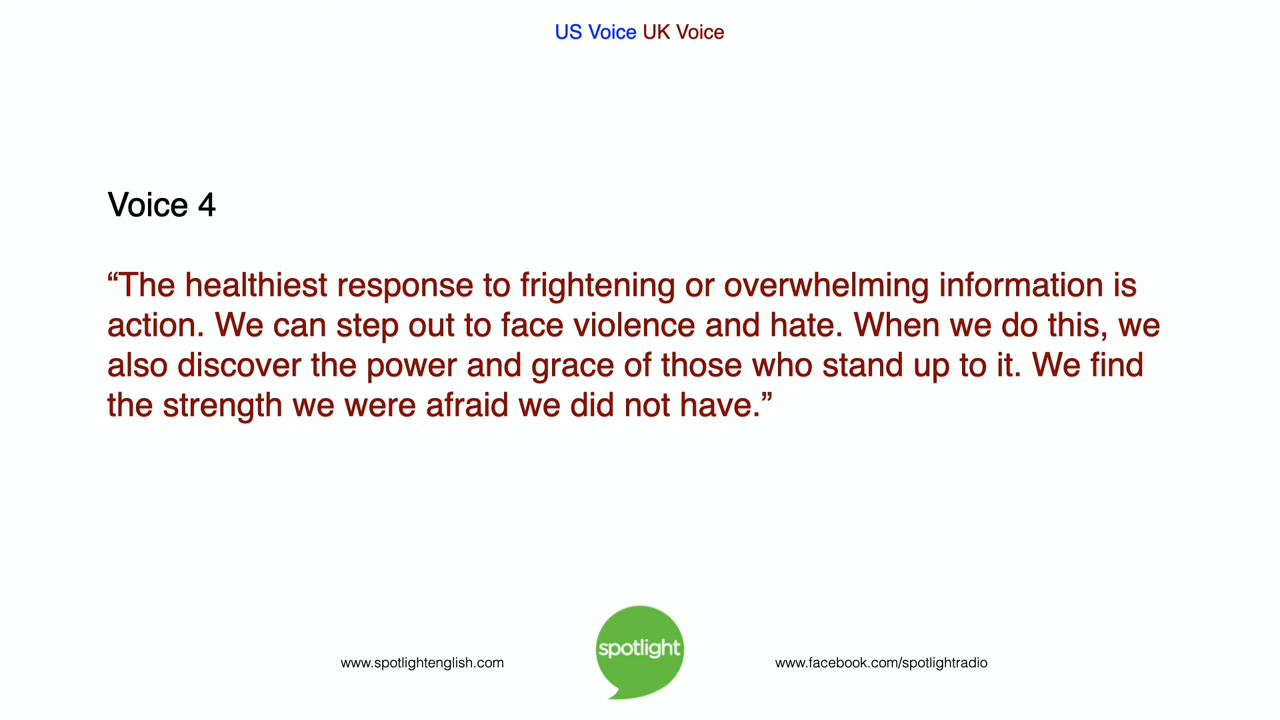 US Voice UK Voice
Voice 4
“The healthiest response to frightening or overwhelming information is
action. We can step out to face violence and hate. When we do this, we
also discover the power and grace of those who stand up to it. We find
the strength we were afraid we did not have.”
spotlight
www.spotlightenglish.com
www.facebook.com/spotlightradio